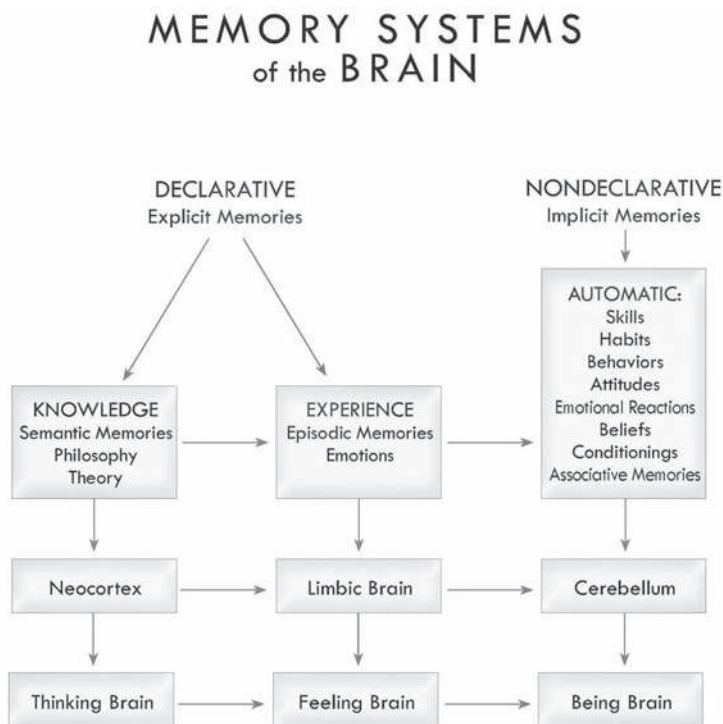 MEMORY SYSTEMS
of the BRAIN
DECLARATIVE
Explicit Memories
NONDECLARATIVE
Implicit Memories
KNOWLEDGE
Semantic Memories
Philosophy
Theory
EXPERIENCE
Episodic Memories
Emotions
AUTOMATIC:
Skills
Habits
Behaviors
Attitudes
Emotional Reactions
Beliefs
Conditionings
Associative Memories
Neocortex
Limbic Brain
Cerebellum
Thinking Brain
Feeling Brain
Being Brain